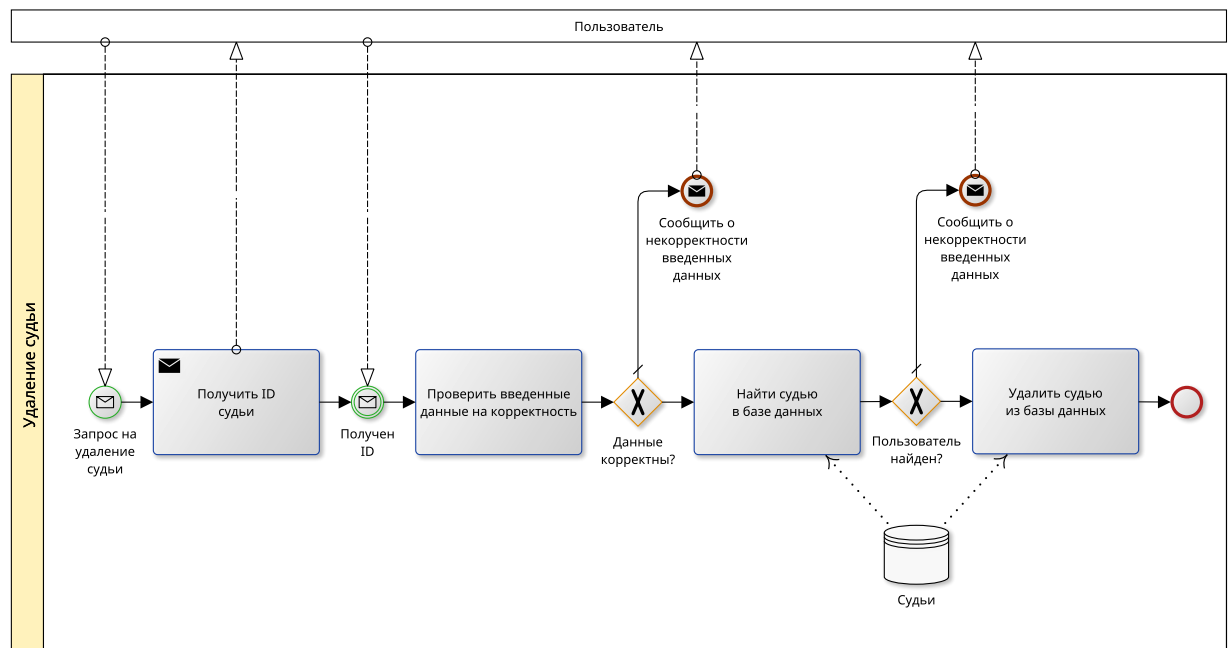 Пользователь
Удаление судьи
Сообщить о
некорректности
введенных
данных
Сообщить о
некорректности
введенных
данных
Получить ID
судьи
Проверить введенные
данные на корректность
Найти судью
в базе данных
Удалить судью
из базы данных
Запрос на
удаление
судьи
Получен
ID
Данные
корректны?
Пользователь
найден?
Судьи